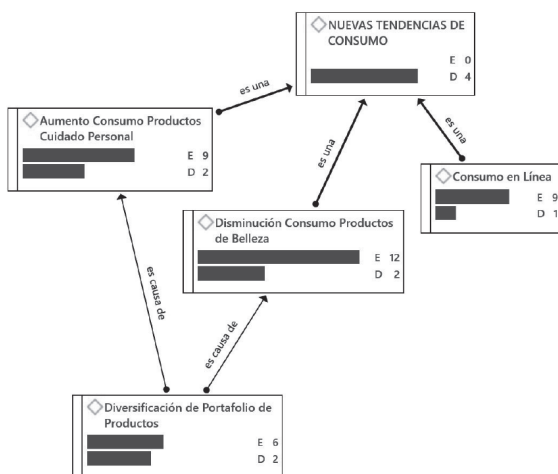 NUEVAS TENDENCIAS DE
CONSUMO
E 0
D 4
es una
Aumento Consumo Productos
Cuidado Personal
E 9
D 2
es una
es una
Consumo en Línea
E 9
D 1
Disminución Consumo Productos
de Belleza
E 12
D 2
es causa de
es causa de
Diversificación de Portafolio de
Productos
E 6
D 2